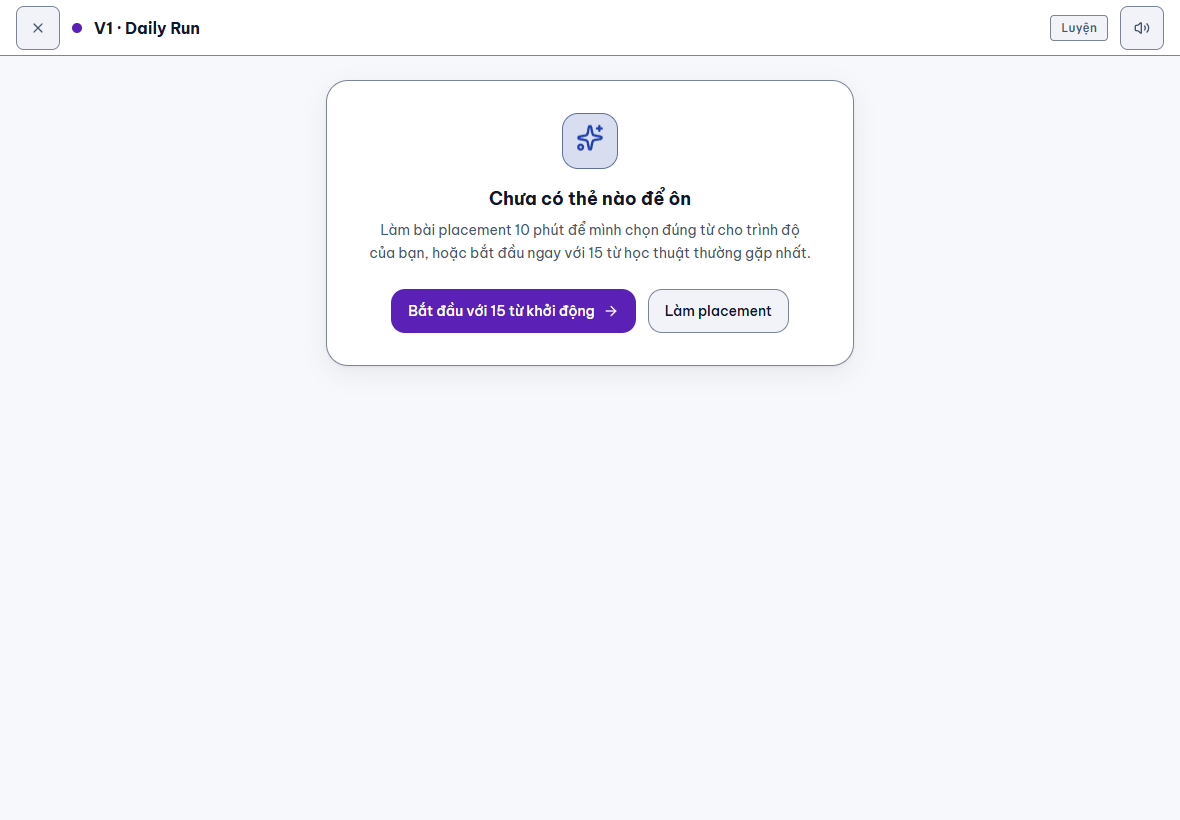 V1 · Daily Run
Luyện
Chưa có thẻ nào để ôn
Làm bài placement 10 phút để mình chọn đúng từ cho trình độ
của bạn, hoặc bắt đầu ngay với 15 từ học thuật thường gặp nhất.
Bắt đầu với 15 từ khởi động →
Làm placement